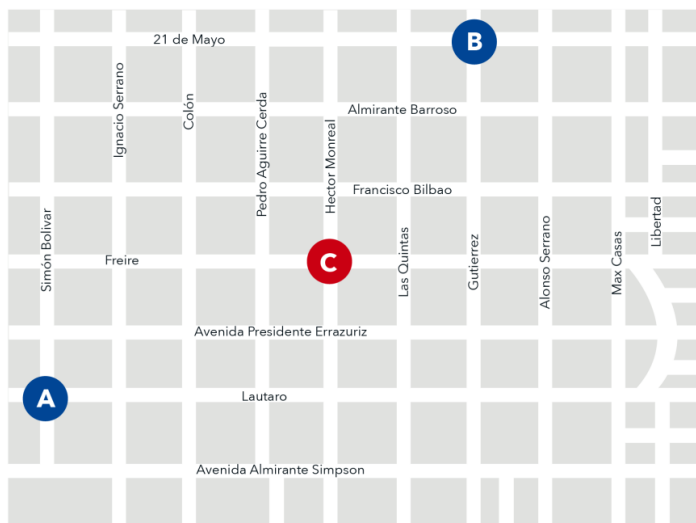 21 de Mayo
B
Ignacio Serrano
Colón
Almirante Barroso
Pedro Aguirre Cerda
Hector Monreal
Francisco Bilbao
Simón Bolivar
Freire
C
Las Quintas
Gutierrez
Alonso Serrano
Max Casas
Libertad
Avenida Presidente Errazuriz
A
Lautaro
Avenida Almirante Simpson